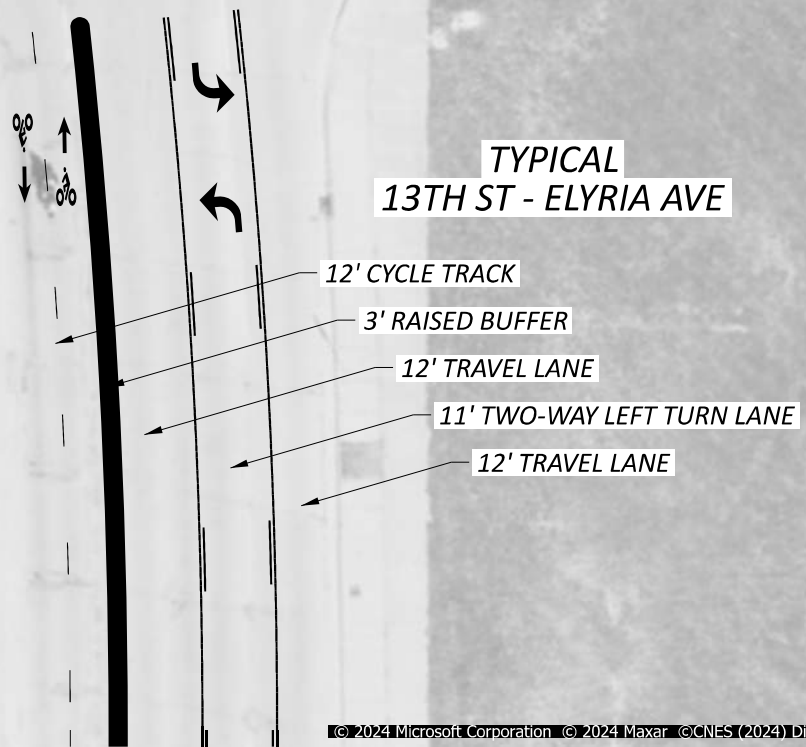 TYPICAL
13TH ST - ELYRIA AVE
12' CYCLE TRACK
3' RAISED BUFFER
12' TRAVEL LANE
11' TWO-WAY LEFT TURN LANE
12' TRAVEL LANE
© 2024 Microsoft Corporation © 2024 Maxar ©CNES (2024) Di